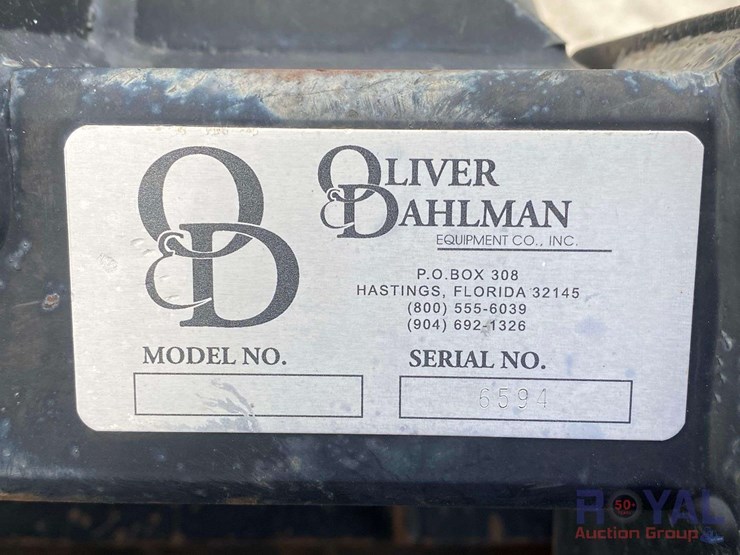 O&D
OLIVER
& DAHLMAN
EQUIPMENT CO., INC.
P.O.BOX 308
HASTINGS, FLORIDA 32145
(800) 555-6039
(904) 692-1326
MODEL NO.
SERIAL NO.
6594
50+
ROYAL
Auction Group